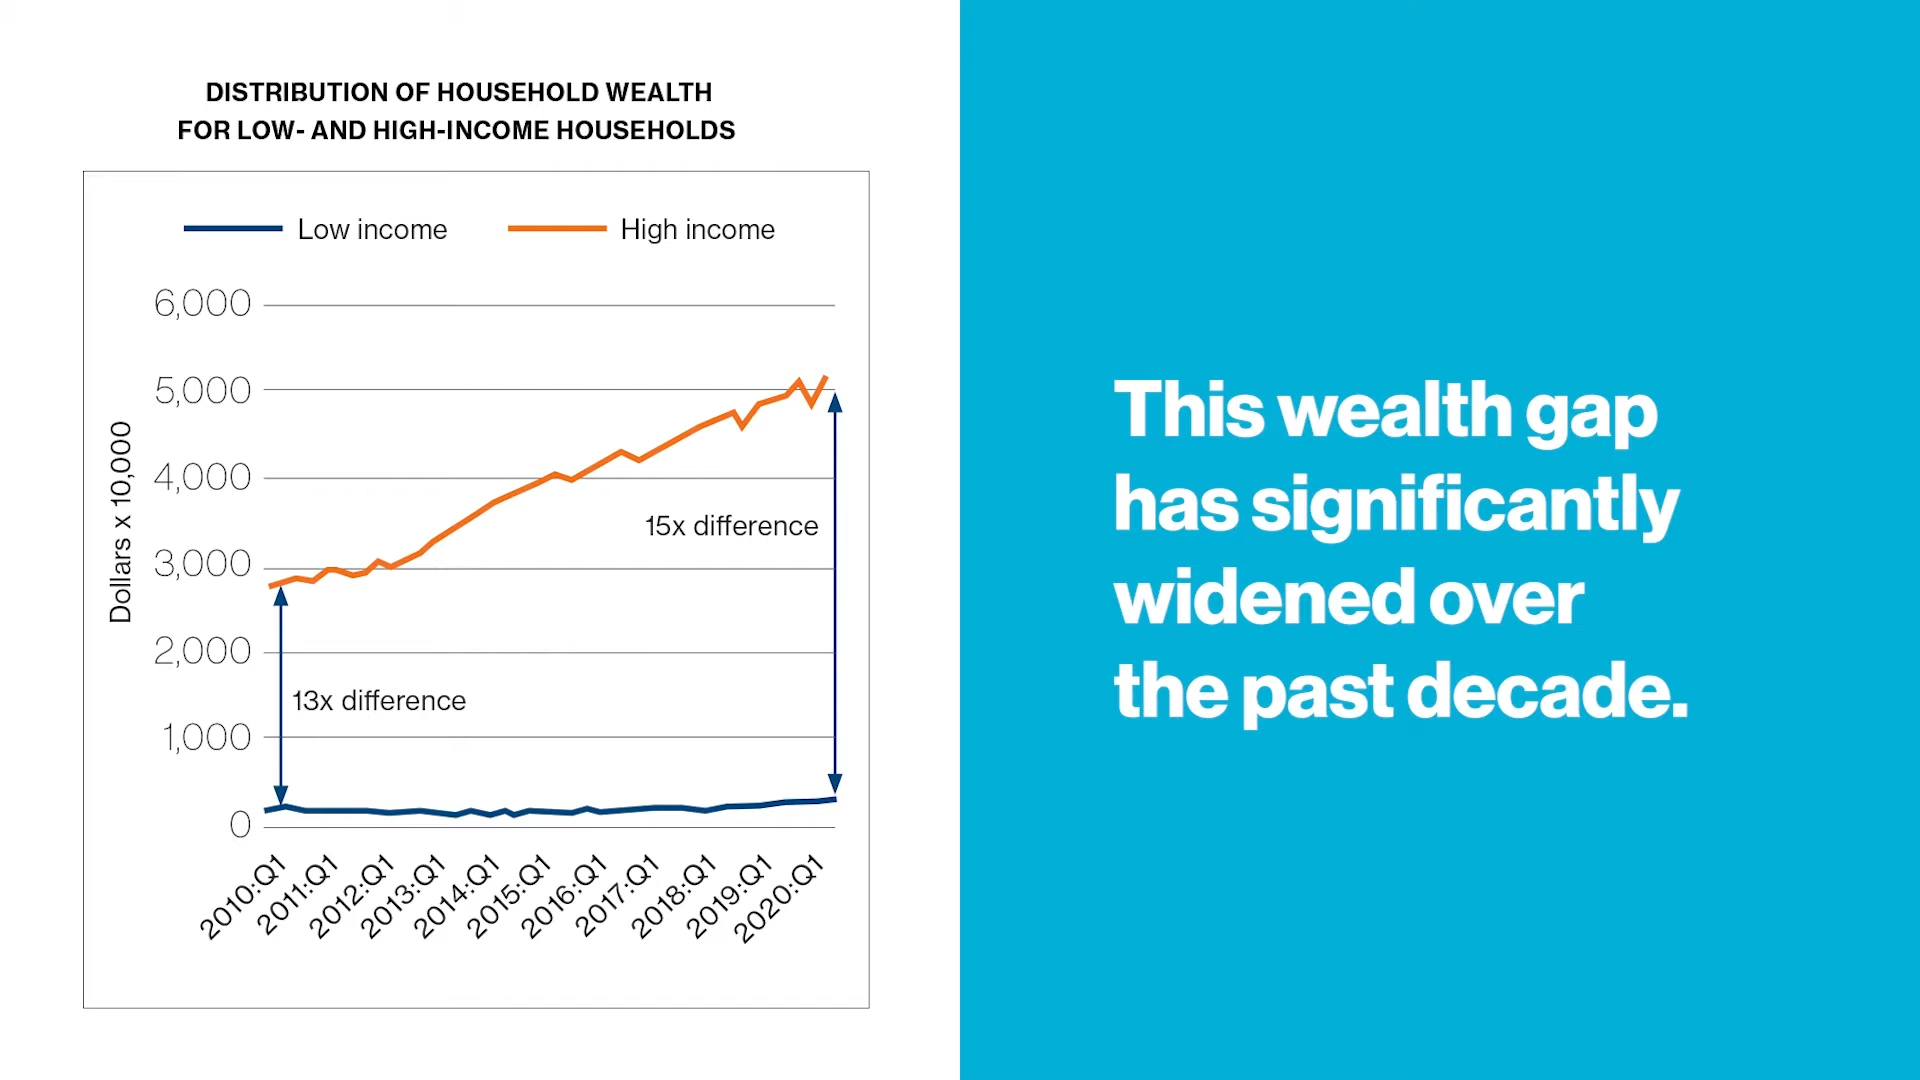 DISTRIBUTION OF HOUSEHOLD WEALTH
FOR LOW- AND HIGH-INCOME HOUSEHOLDS
Low income
High income
Dollars x 10,000
6,000
5,000
4,000
3,000
2,000
1,000
0
15x difference
13x difference
2010:Q1
2011:Q1
2012:Q1
2013:Q1
2014:Q1
2015:Q1
2016:Q1
2017:Q1
2018:Q1
2019:Q1
2020:Q1
This wealth gap
has significantly
widened over
the past decade.